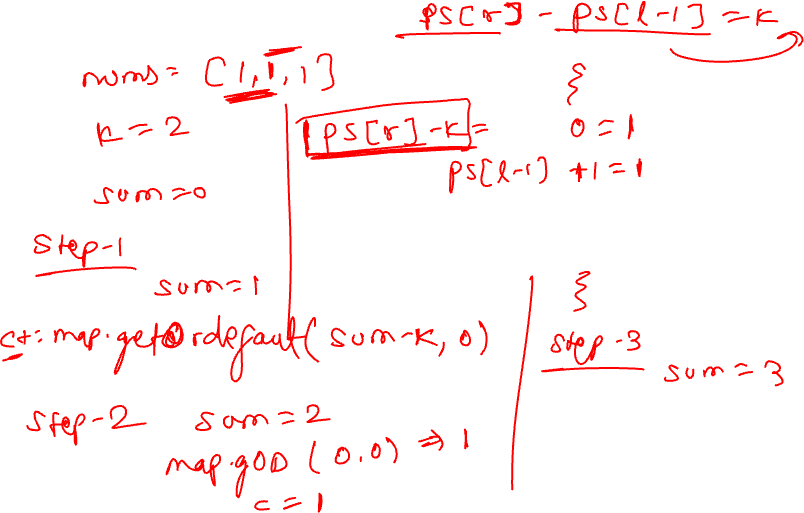 PS[r] - PS[l-1] = K
nums = [1,1,1]
K = 2
PS[r] - K =
PS[l-1]
{
0 = 1
+1 = 1
}
sum = 0
Step-1
sum = 1
c+= map.getOrdefault(sum-K, 0)
Step-2 sum = 2
map.gOD (0,0) ⇒ 1
c = 1
step-3
sum = 3